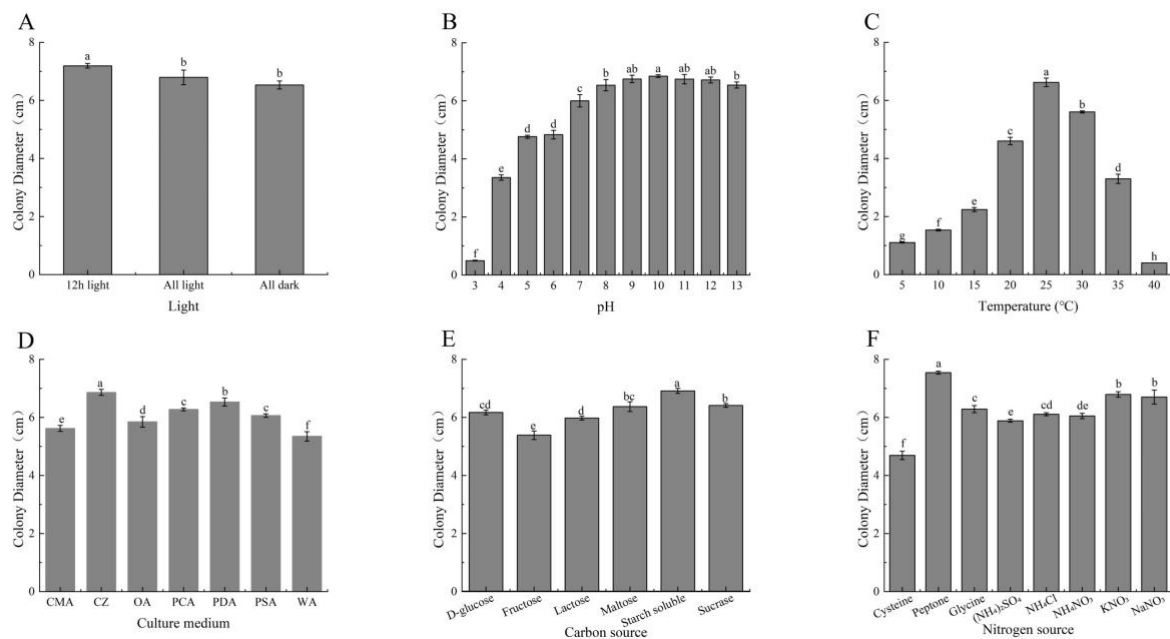 A
Colony Diameter（cm）
8
6
4
2
0
a
b
b
12h light All light All dark
Light
B
Colony Diameter（cm）
8
6
4
2
0
f
e
d
d
c
b
ab
a
ab
ab
b
3 4 5 6 7 8 9 10 11 12 13
pH
C
Colony Diameter（cm）
8
6
4
2
0
g
f
e
c
a
b
d
h
5 10 15 20 25 30 35 40
Temperature (℃)
D
Colony Diameter（cm）
8
6
4
2
0
e
a
d
c
b
c
f
CMA CZ OA PCA PDA PSA WA
Culture medium
E
Colony Diameter（cm）
8
6
4
2
0
cd
e
d
bc
a
b
D-glucose Fructose Lactose Maltose Starch soluble Sucrase
Carbon source
F
Colony Diameter（cm）
8
6
4
2
0
f
a
c
e
cd
de
b
b
Cysteine Peptone Glycine (NH₄)₂SO₄ NH₄Cl NH₄NO₃ KNO₃ NaNO₃
Nitrogen source